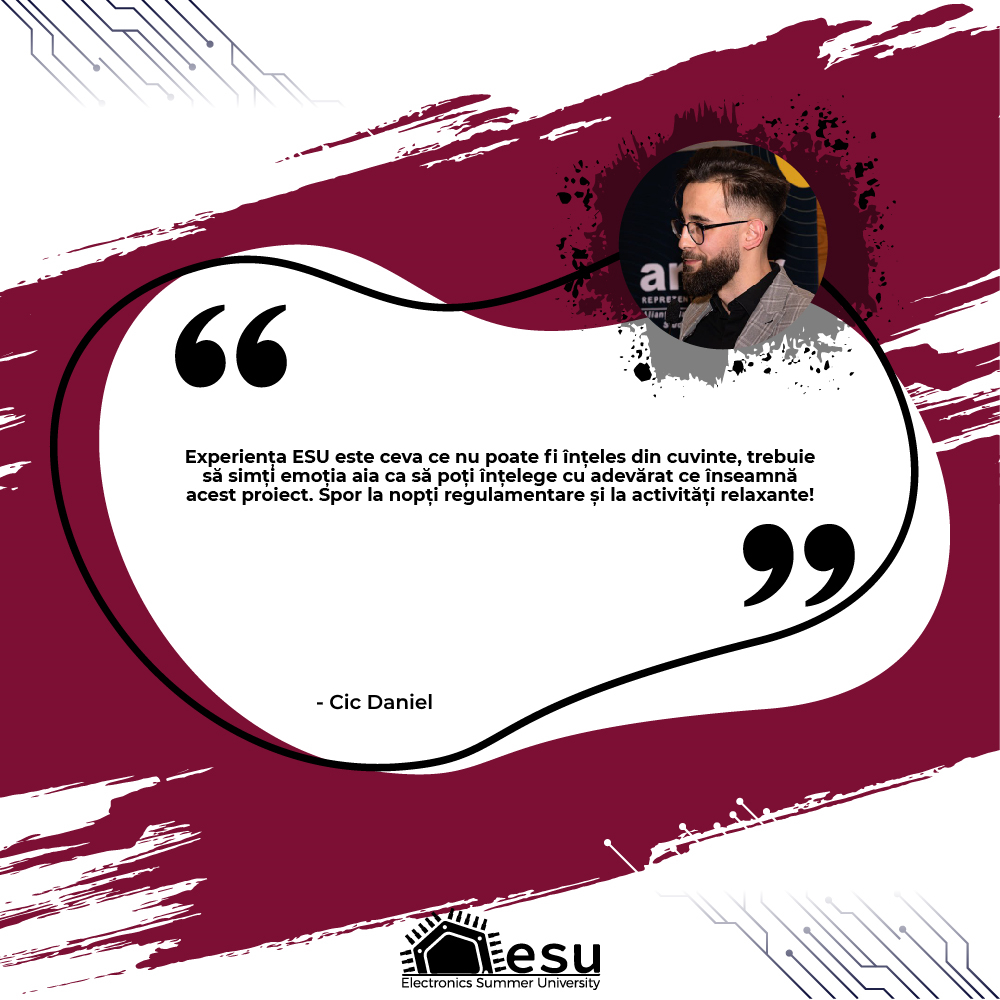 “
Experiența ESU este ceva ce nu poate fi înțeles din cuvinte, trebuie
să simți emoția aia ca să poți înțelege cu adevărat ce înseamnă
acest proiect. Spor la nopți regulamentare și la activități relaxante!
”
- Cic Daniel
esu
Electronics Summer University